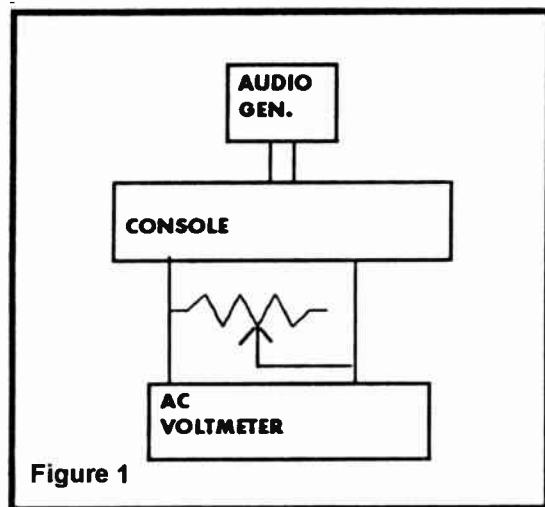 AUDIO
GEN.
CONSOLE
AC
VOLTMETER
Figure 1